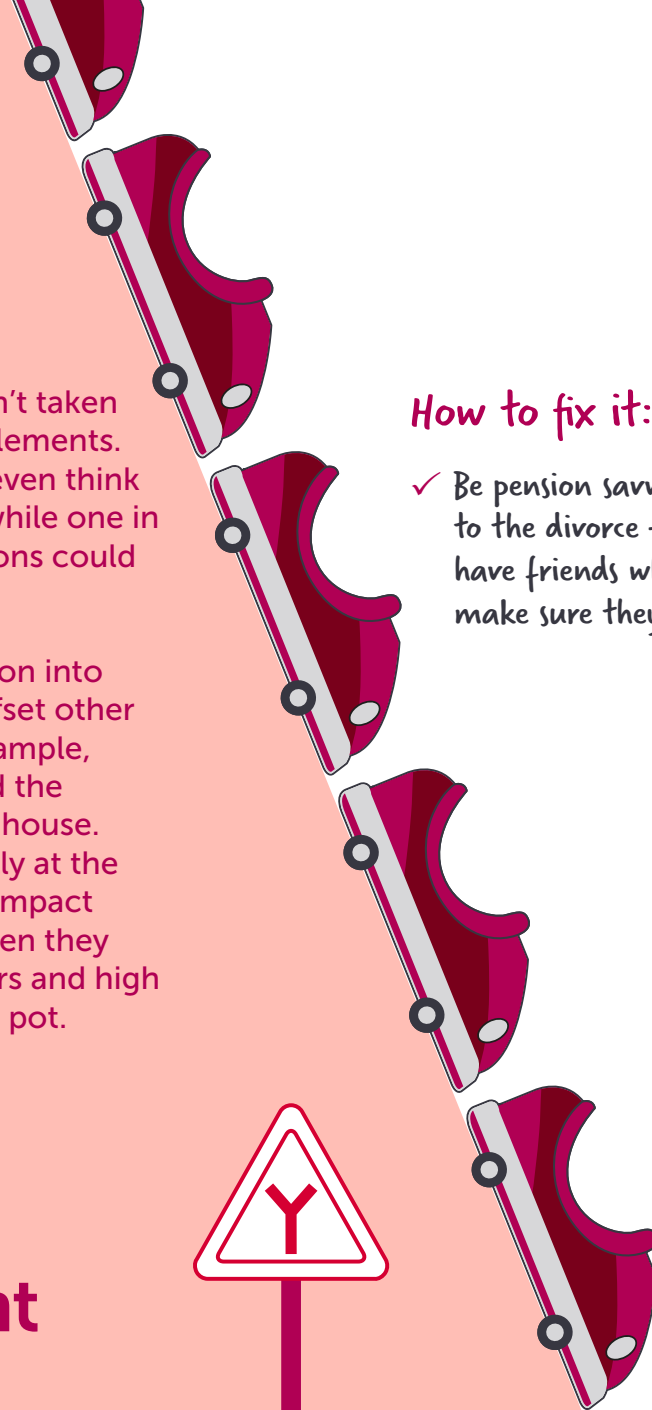 n't taken
lements.
even think
while one in
ons could
on into
fset other
ample,
d the
house.
ly at the
mpact
en they
rs and high
pot.
nt
How to fix it:
✓ Be pension savv
to the divorce
have friends w
make sure they